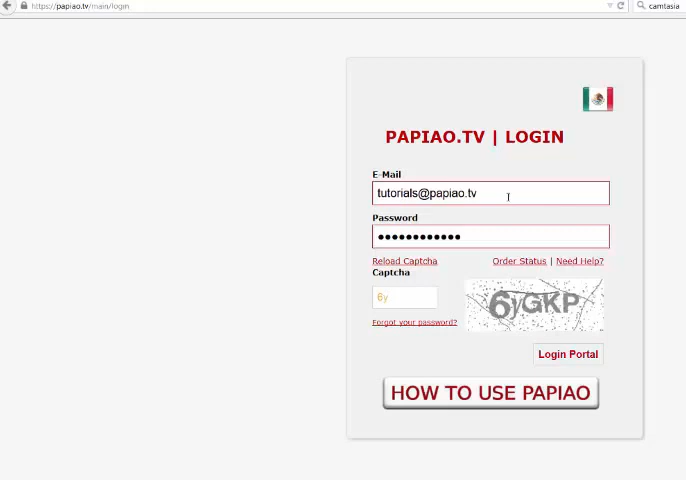 https://papiao.tv/main/login
camtasia
PAPIAO.TV | LOGIN
E-Mail
tutorials@papiao.tv
Password
Reload Captcha
Order Status | Need Help?
Captcha
6y
6yGKP
Forgot your password?
Login Portal
HOW TO USE PAPIAO